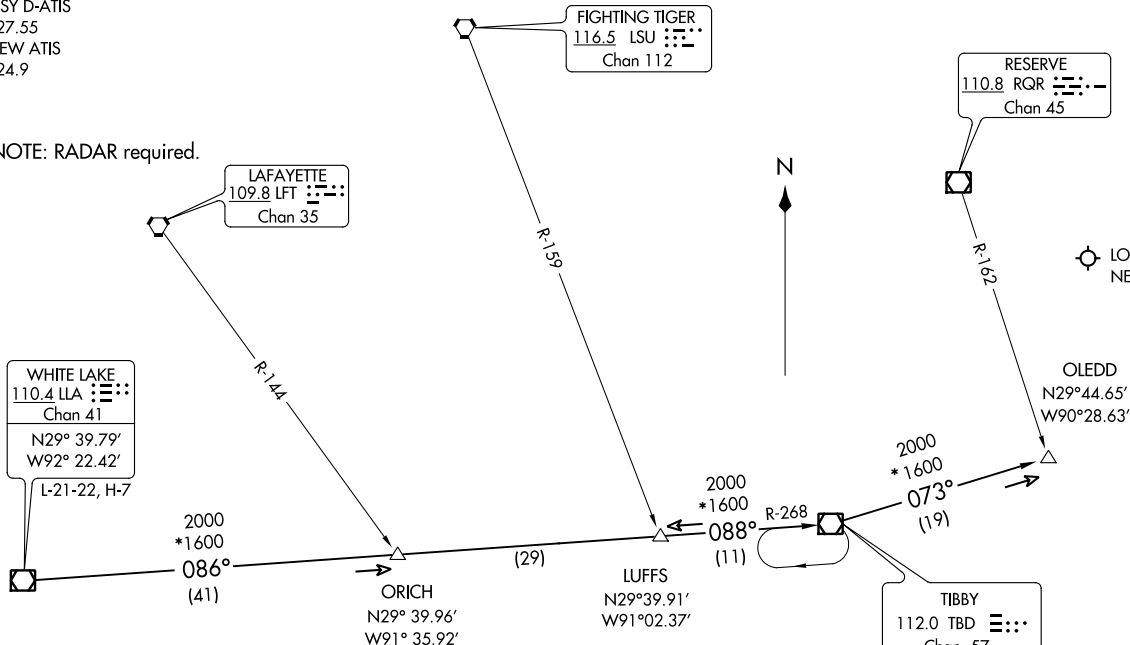 SY D-ATIS
27.55
EW ATIS
24.9
NOTE: RADAR required.
FIGHTING TIGER
116.5 LSU
Chan 112
RESERVE
110.8 RQR
Chan 45
LAFAYETTE
109.8 LFT
Chan 35
N
R-159
R-162
LO
NE
R-144
WHITE LAKE
110.4 LLA
Chan 41
N29° 39.79'
W92° 22.42'
L-21-22, H-7
OLEDD
N29°44.65'
W90°28.63'
2000
*1600
073°
(19)
2000
*1600
088°
(11)
R-268
2000
*1600
086°
(41)
(29)
ORICH
N29° 39.96'
W91° 35.92'
LUFFS
N29°39.91'
W91°02.37'
TIBBY
112.0 TBD
Chan 57